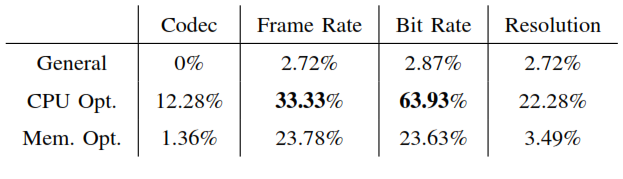 Codec Frame Rate Bit Rate Resolution
General 0% 2.72% 2.87% 2.72%
CPU Opt. 12.28% 33.33% 63.93% 22.28%
Mem. Opt. 1.36% 23.78% 23.63% 3.49%